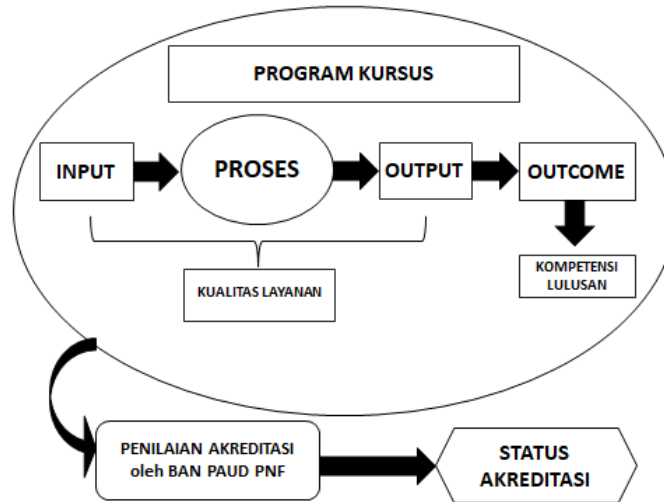 PROGRAM KURSUS
INPUT
PROSES
OUTPUT
OUTCOME
KUALITAS LAYANAN
KOMPETENSI
LULUSAN
PENILAIAN AKREDITASI
oleh BAN PAUD PNF
STATUS
AKREDITASI